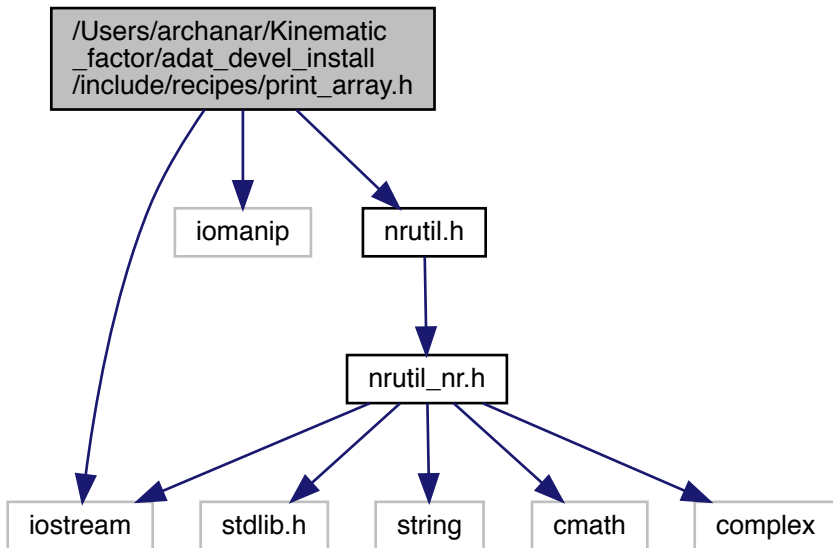 /Users/archanar/Kinematic
_factor/adat_devel_install
/include/recipes/print_array.h
iomanip
nrutil.h
nrutil_nr.h
iostream
stdlib.h
string
cmath
complex